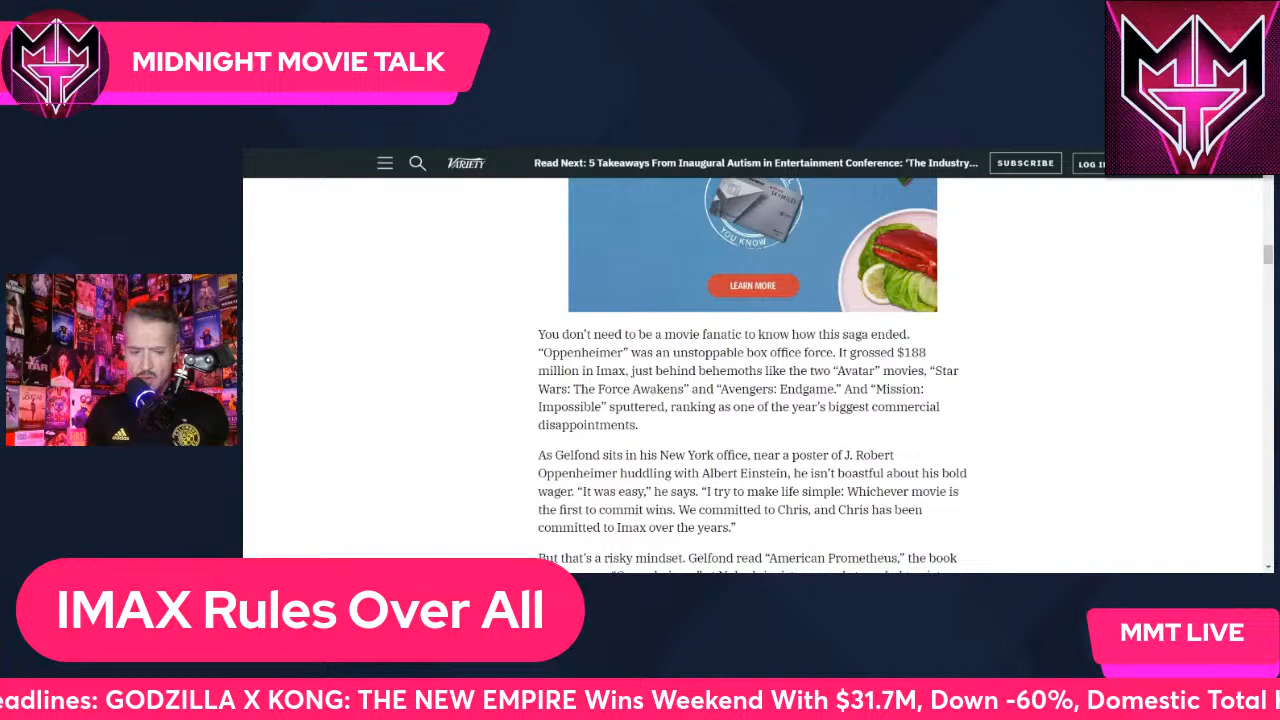 MIDNIGHT MOVIE TALK
VARIETY
Read Next: 5 Takeaways From Inaugural Autism in Entertainment Conference: ‘The Industry...
SUBSCRIBE
LOG I
YOU KNOW
LEARN MORE
You don’t need to be a movie fanatic to know how this saga ended.
“Oppenheimer” was an unstoppable box office force. It grossed $188
million in Imax, just behind behemoths like the two “Avatar” movies, “Star
Wars: The Force Awakens” and “Avengers: Endgame.” And “Mission:
Impossible” sputtered, ranking as one of the year’s biggest commercial
disappointments.
As Gelfond sits in his New York office, near a poster of J. Robert
Oppenheimer huddling with Albert Einstein, he isn’t boastful about his bold
wager. “It was easy,” he says. “I try to make life simple: Whichever movie is
the first to commit wins. We committed to Chris, and Chris has been
committed to Imax over the years.”
But that’s a risky mindset. Gelfond read “American Prometheus,” the book
TAR
adidas
IMAX Rules Over All
MMT LIVE
eadlines: GODZILLA X KONG: THE NEW EMPIRE Wins Weekend With $31.7M, Down -60%, Domestic Total